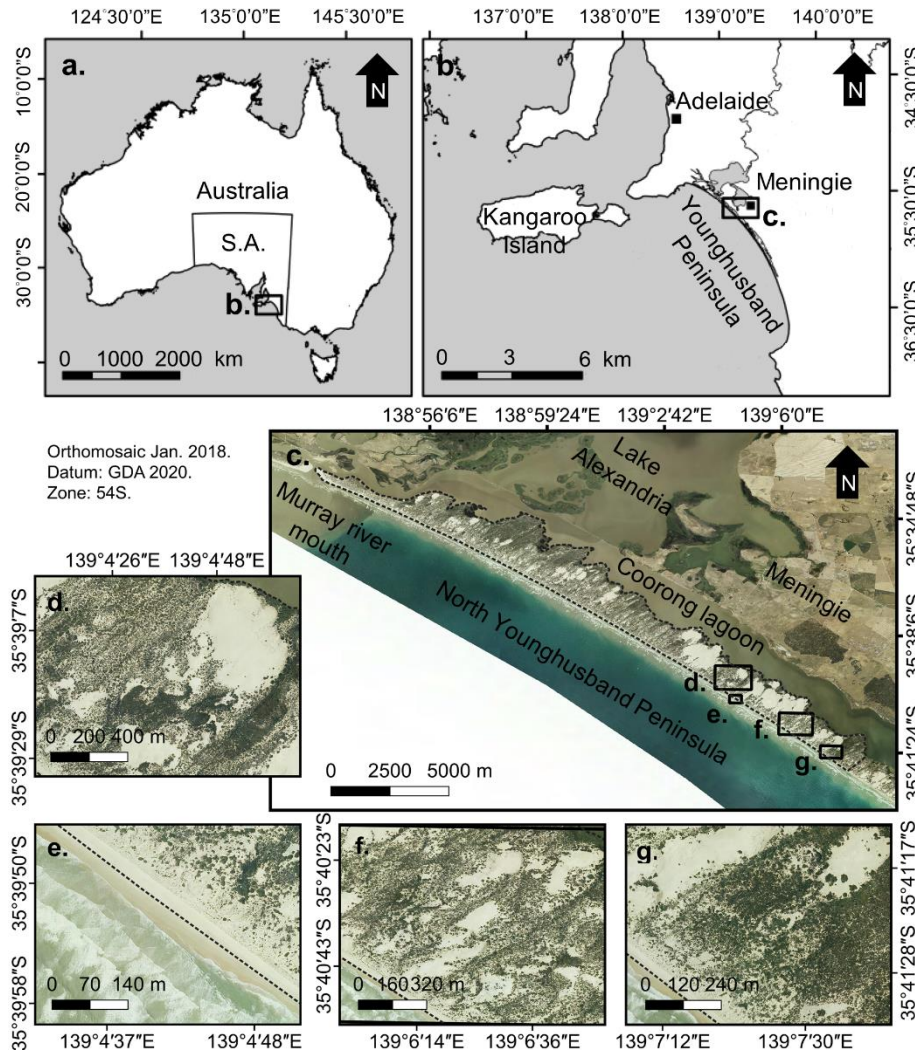 124°30'0"E 135°0'0"E 145°30'0"E
137°0'0"E 138°0'0"E 139°0'0"E 140°0'0"E
a.
N
10°0'0"S
20°0'0"S
30°0'0"S
Australia
S.A.
b.
0 1000 2000 km
b.
N
Adelaide
Meningie
c.
Kangaroo
Island
Younghusband
Peninsula
34°30'0"S
35°30'0"S
36°30'0"S
0 3 6
km
138°56'6"E 138°59'24"E 139°2'42"E 139°6'0"E
Orthomosaic Jan. 2018.
Datum: GDA 2020.
Zone: 54S.
c.
N
Lake
Alexandria
Murray river
mouth
Meningie
Coorong lagoon
North Younghusband Peninsula
d.
e.
f.
g.
0 2500 5000 m
35°34'48"S
35°38'6"S
35°41'24"S
139°4'26"E 139°4'48"E
d.
35°39'7"S
35°39'29"S
0 200 400 m
e.
35°39'50"S
35°39'58"S
0 70 140 m
139°4'37"E 139°4'48"E
f.
35°40'23"S
35°40'43"S
0 160 320 m
139°6'14"E 139°6'36"E
g.
35°41'17"S
35°41'28"S
0 120 240 m
139°7'12"E 139°7'30"E